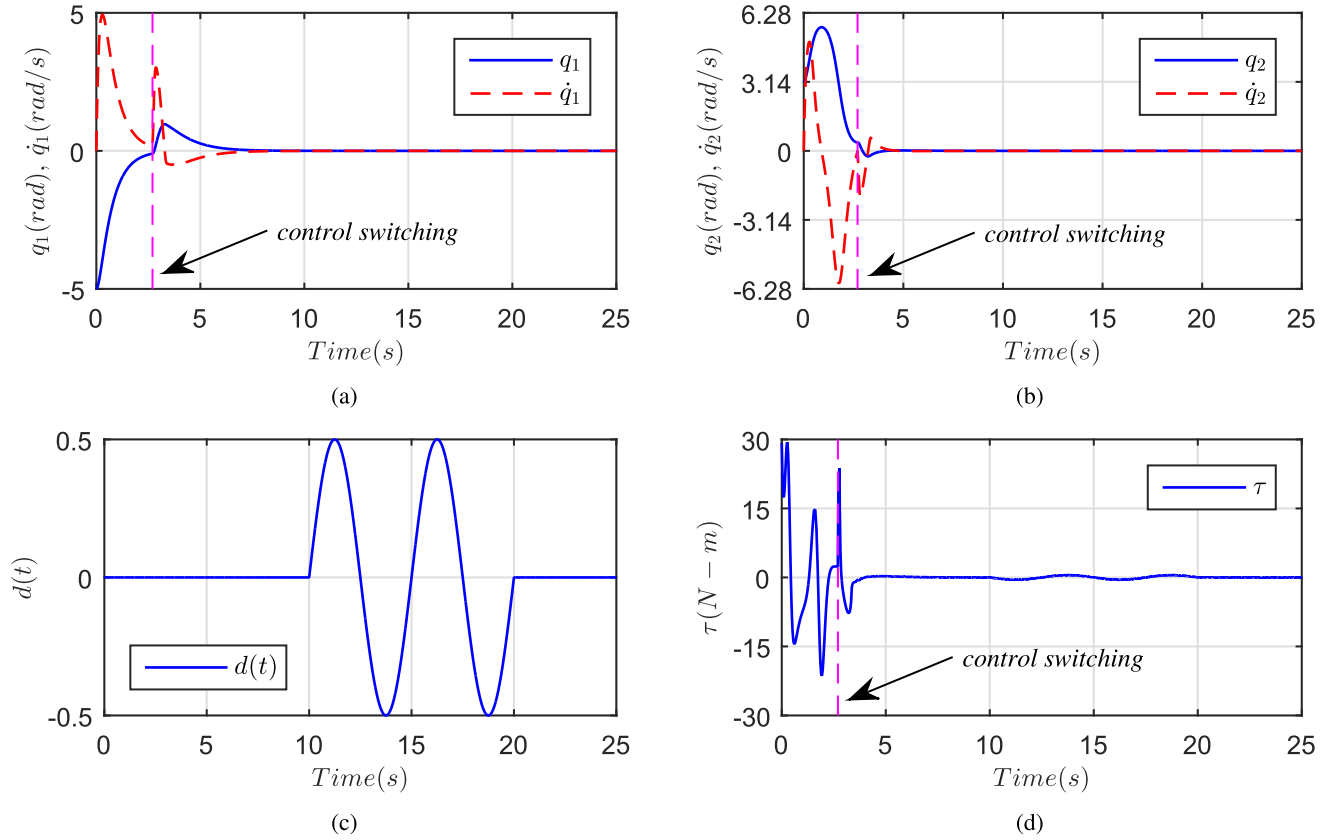 5
0
-5
q₁(rad), q̇₁(rad/s)
q₁
q̇₁
control switching
0 5 10 15 20 25
Time(s)
(a)
6.28
3.14
0
-3.14
-6.28
q₂(rad), q̇₂(rad/s)
q₂
q̇₂
control switching
0 5 10 15 20 25
Time(s)
(b)
0.5
0
-0.5
d(t)
d(t)
0 5 10 15 20 25
Time(s)
(c)
30
15
0
-15
-30
τ(N − m)
τ
control switching
0 5 10 15 20 25
Time(s)
(d)